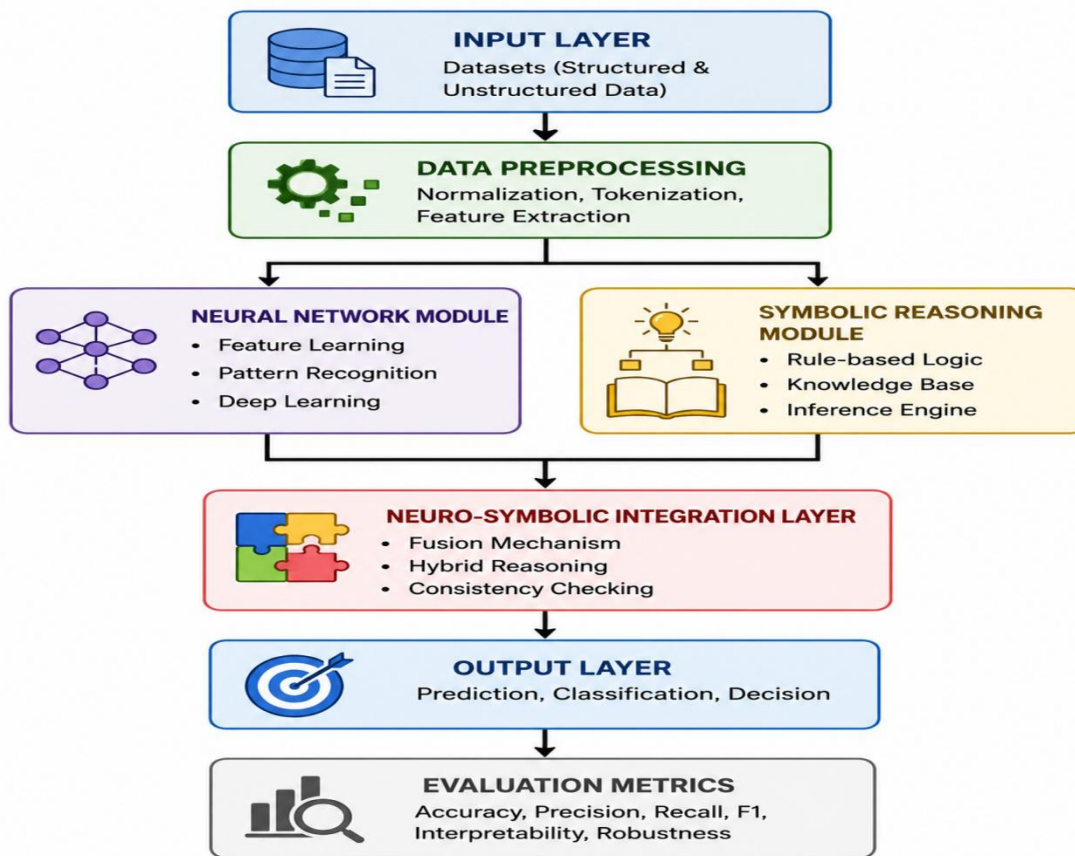 INPUT LAYER
Datasets (Structured &
Unstructured Data)
DATA PREPROCESSING
Normalization, Tokenization,
Feature Extraction
NEURAL NETWORK MODULE
• Feature Learning
• Pattern Recognition
• Deep Learning
SYMBOLIC REASONING
MODULE
• Rule-based Logic
• Knowledge Base
• Inference Engine
NEURO-SYMBOLIC INTEGRATION LAYER
• Fusion Mechanism
• Hybrid Reasoning
• Consistency Checking
OUTPUT LAYER
Prediction, Classification, Decision
EVALUATION METRICS
Accuracy, Precision, Recall, F1,
Interpretability, Robustness